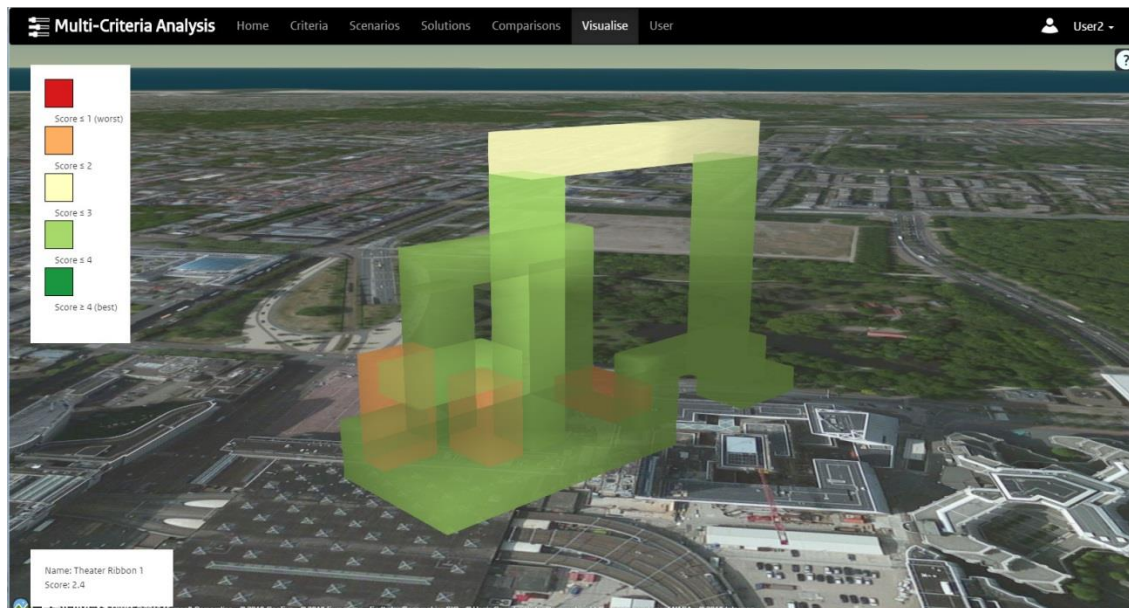 Multi-Criteria Analysis Home Criteria Scenarios Solutions Comparisons Visualise User User2
?
Score ≤ 1 (worst)
Score ≤ 2
Score ≤ 3
Score ≤ 4
Score ≥ 4 (best)
Name: Theater Ribbon 1
Score: 2.4